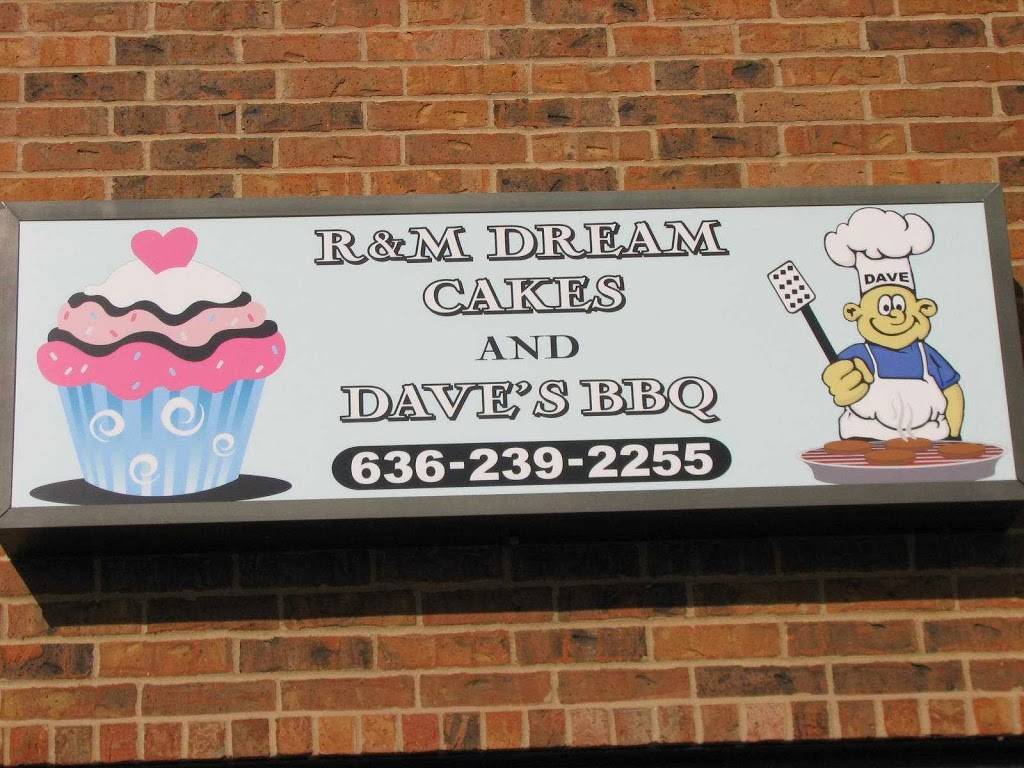 R&M DREAM
CAKES
AND
DAVE'S BBQ
636-239-2255
DAVE